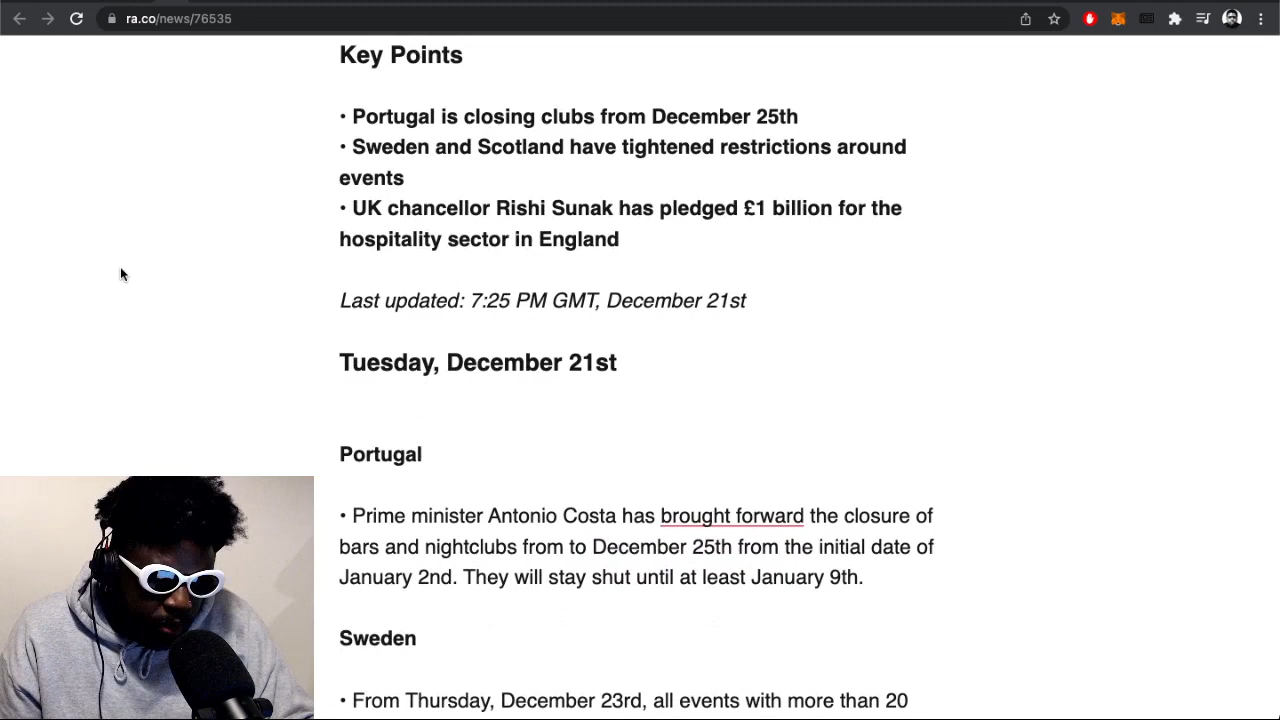 ra.co/news/76535
Key Points
• Portugal is closing clubs from December 25th
• Sweden and Scotland have tightened restrictions around
events
• UK chancellor Rishi Sunak has pledged £1 billion for the
hospitality sector in England
Last updated: 7:25 PM GMT, December 21st
Tuesday, December 21st
Portugal
• Prime minister Antonio Costa has brought forward the closure of
bars and nightclubs from to December 25th from the initial date of
January 2nd. They will stay shut until at least January 9th.
Sweden
• From Thursday, December 23rd, all events with more than 20